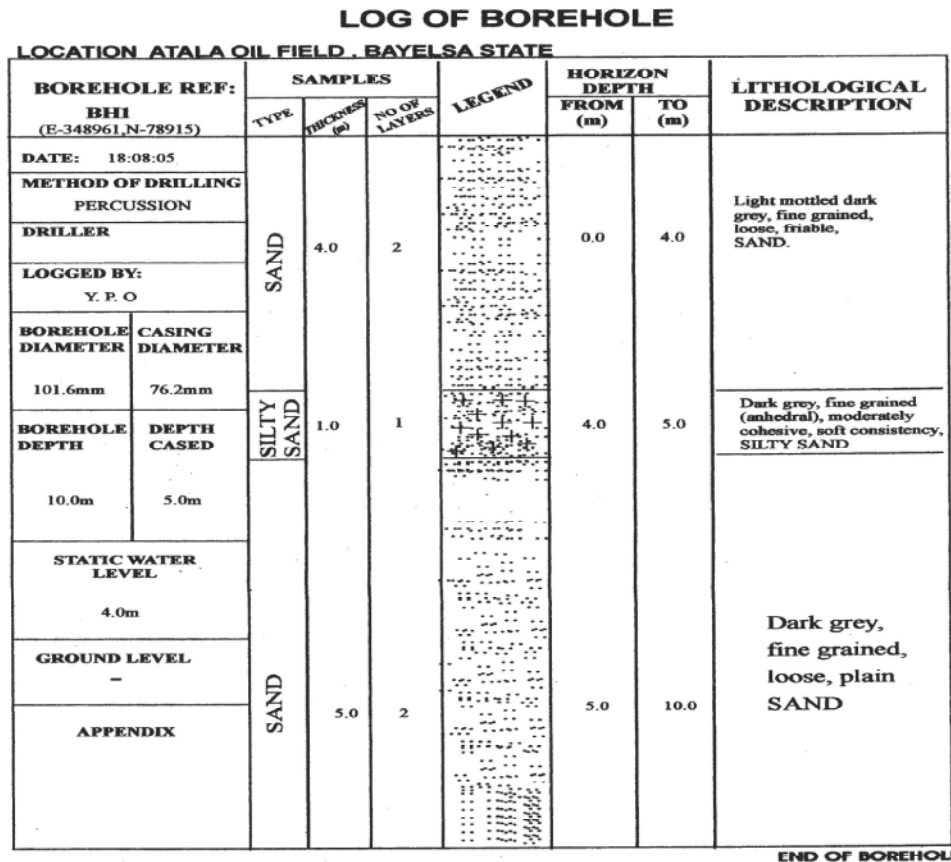 LOG OF BOREHOLE
LOCATION ATALA OIL FIELD , BAYELSA STATE
BOREHOLE REF:
BH1
(E-348961,N-78915)
SAMPLES
TYPE
THICKNESS
(m)
NO OF
LAYERS
LEGEND
HORIZON
DEPTH
FROM
(m)
TO
(m)
LITHOLOGICAL
DESCRIPTION
DATE: 18:08:05
METHOD OF DRILLING
PERCUSSION
DRILLER
LOGGED BY:
Y. P. O
BOREHOLE
DIAMETER
101.6mm
CASING
DIAMETER
76.2mm
BOREHOLE
DEPTH
10.0m
DEPTH
CASED
5.0m
STATIC WATER
LEVEL
4.0m
GROUND LEVEL
–
APPENDIX
SAND
4.0
2
0.0
4.0
Light mottled dark
grey, fine grained,
loose, friable,
SAND.
SILTY
SAND
1.0
1
4.0
5.0
Dark grey, fine grained
(anhedral), moderately
cohesive, soft consistency,
SILTY SAND
SAND
5.0
2
5.0
10.0
Dark grey,
fine grained,
loose, plain
SAND
END OF BOREHOL